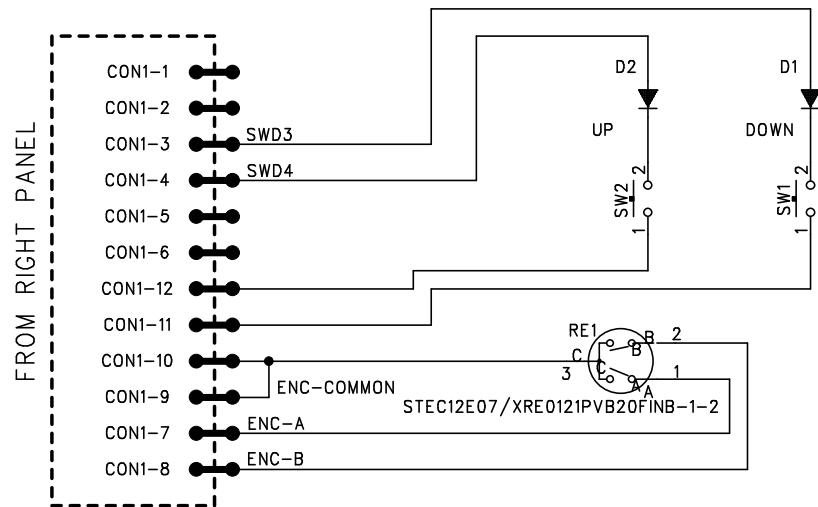 FROM RIGHT PANEL
CON1-1
CON1-2
CON1-3
SWD3
CON1-4
SWD4
CON1-5
CON1-6
CON1-12
CON1-11
CON1-10
CON1-9
ENC-COMMON
CON1-7
ENC-A
CON1-8
ENC-B
D2
D1
UP
DOWN
2
SW2
1
2
SW1
1
RE1
B
2
B
C
C
3
A
A
1
STEC12E07/XRE0121PVB20FINB-1-2